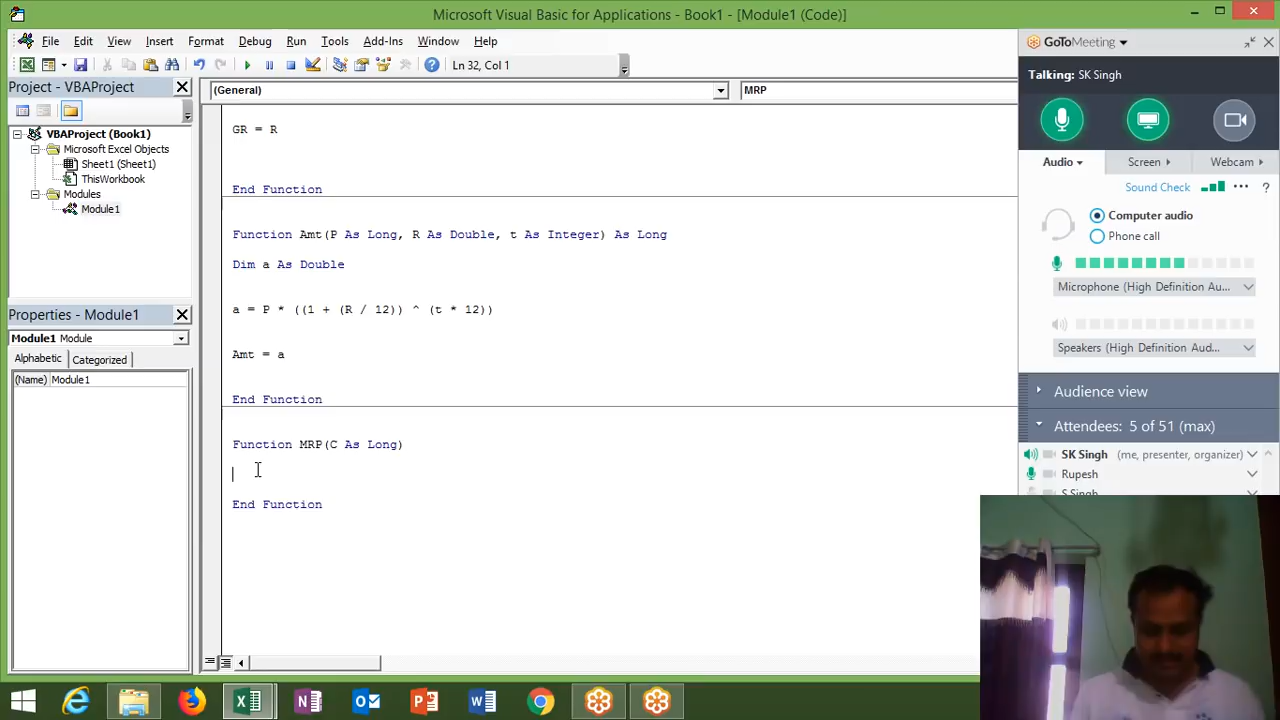 Microsoft Visual Basic for Applications - Book1 - [Module1 (Code)]
File Edit View Insert Format Debug Run Tools Add-Ins Window Help
Ln 32, Col 1
Project - VBAProject
VBAProject (Book1)
Microsoft Excel Objects
Sheet1 (Sheet1)
ThisWorkbook
Modules
Module1
Properties - Module1
Module1 Module
Alphabetic Categorized
(Name) Module1
(General)
MRP
GR = R
End Function
Function Amt(P As Long, R As Double, t As Integer) As Long
Dim a As Double
a = P * ((1 + (R / 12)) ^ (t * 12))
Amt = a
End Function
Function MRP(C As Long)
End Function
GoToMeeting
Talking: SK Singh
Audio Screen Webcam
Sound Check ?
Computer audio
Phone call
Microphone (High Definition Au...
Speakers (High Definition Aud...
Audience view
Attendees: 5 of 51 (max)
SK Singh (me, presenter, organizer)
Rupesh
S Singh